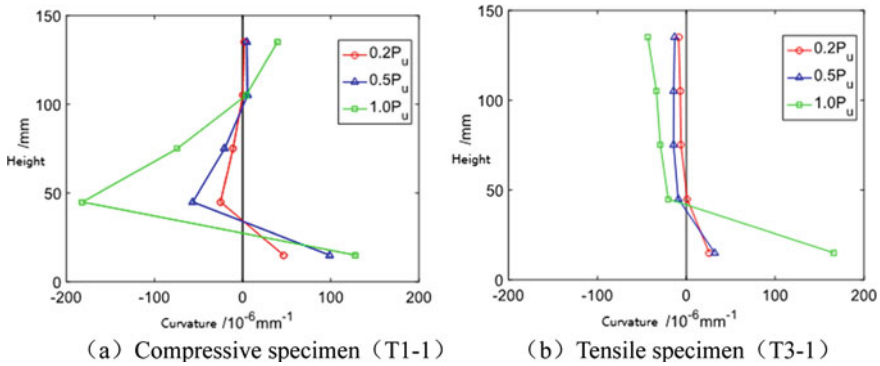 150
100
50
0
/mm
Height
0.2Pu
0.5Pu
1.0Pu
-200 -100 0 100 200
Curvature /10-6mm-1
（a）Compressive specimen（T1-1）
150
100
50
0
/mm
Height
0.2Pu
0.5Pu
1.0Pu
-200 -100 0 100 200
Curvature /10-6mm-1
（b）Tensile specimen（T3-1）